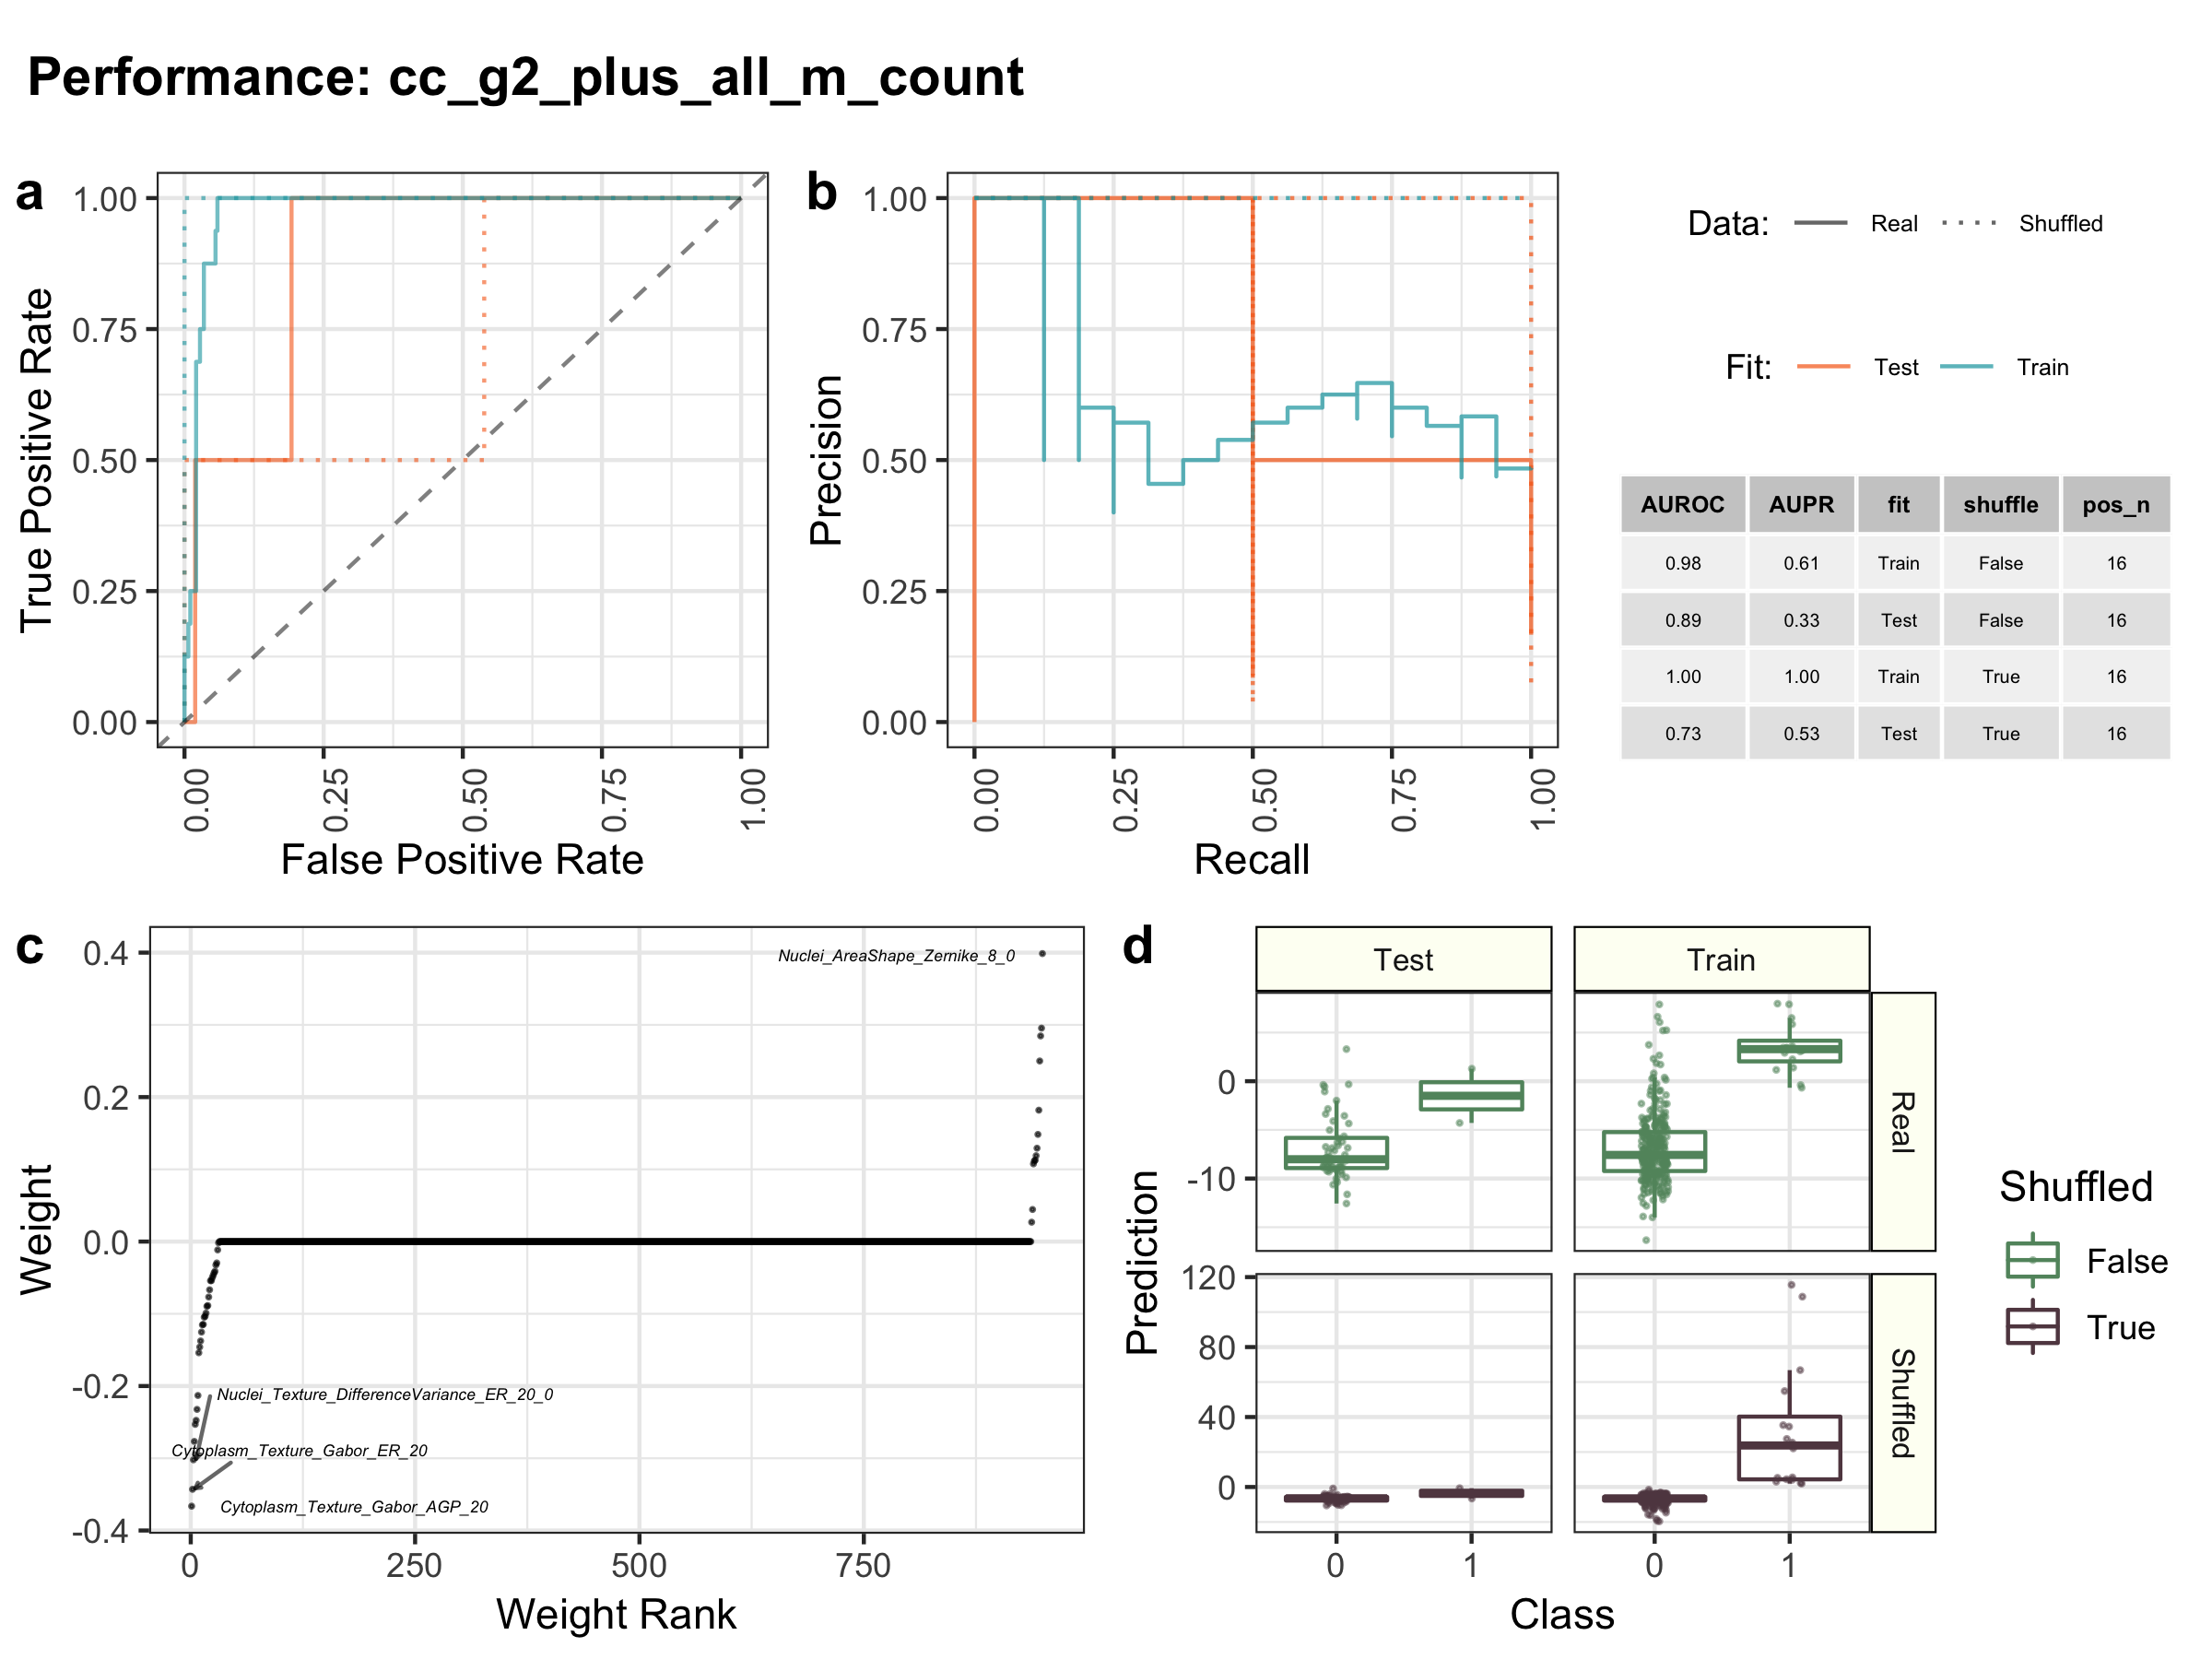 Performance: cc_g2_plus_all_m_count
a
1.00
0.75
0.50
0.25
0.00
True Positive Rate
0.00
0.25
0.50
0.75
1.00
False Positive Rate
b
1.00
0.75
0.50
0.25
0.00
Precision
0.00
0.25
0.50
0.75
1.00
Recall
Data: Real Shuffled
Fit: Test Train
AUROC AUPR fit shuffle pos_n
0.98 0.61 Train False 16
0.89 0.33 Test False 16
1.00 1.00 Train True 16
0.73 0.53 Test True 16
c
0.4
0.2
0.0
-0.2
-0.4
Weight
Nuclei_AreaShape_Zernike_8_0
Nuclei_Texture_DifferenceVariance_ER_20_0
Cytoplasm_Texture_Gabor_ER_20
Cytoplasm_Texture_Gabor_AGP_20
0 250 500 750
Weight Rank
d
Test Train
0
-10
Real
120
80
40
0
Shuffled
Prediction
0 1 0 1
Class
Shuffled
False
True